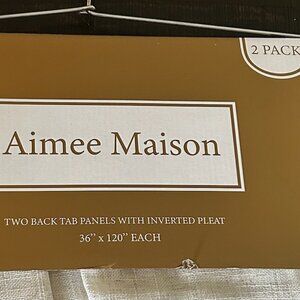 2 PACK
Aimee Maison
TWO BACK TAB PANELS WITH INVERTED PLEAT
36” x 120” EACH